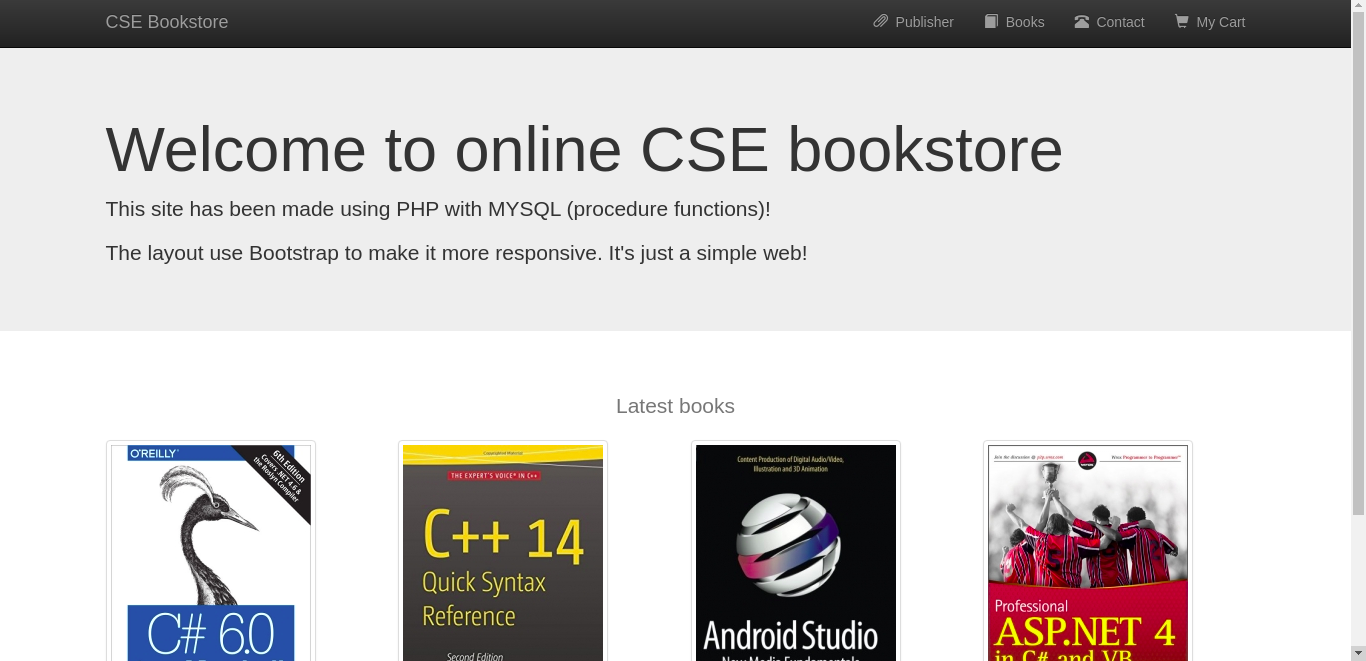 CSE Bookstore
Publisher
Books
Contact
My Cart
Welcome to online CSE bookstore
This site has been made using PHP with MYSQL (procedure functions)!
The layout use Bootstrap to make it more responsive. It's just a simple web!
Latest books
O'REILLY
6th Edition
Covers .NET 4.6 &
the Roslyn Compiler
C# 6.0
THE EXPERT'S VOICE® IN C++
C++ 14
Quick Syntax
Reference
Second Edition
Content Production of Digital Audio/Video,
Illustration and 3D Animation
Android Studio
New Media Fundamentals
Join the discussion @ p2p.wrox.com
Wrox Programmer to Programmer™
Professional
ASP.NET 4
in C# and VB